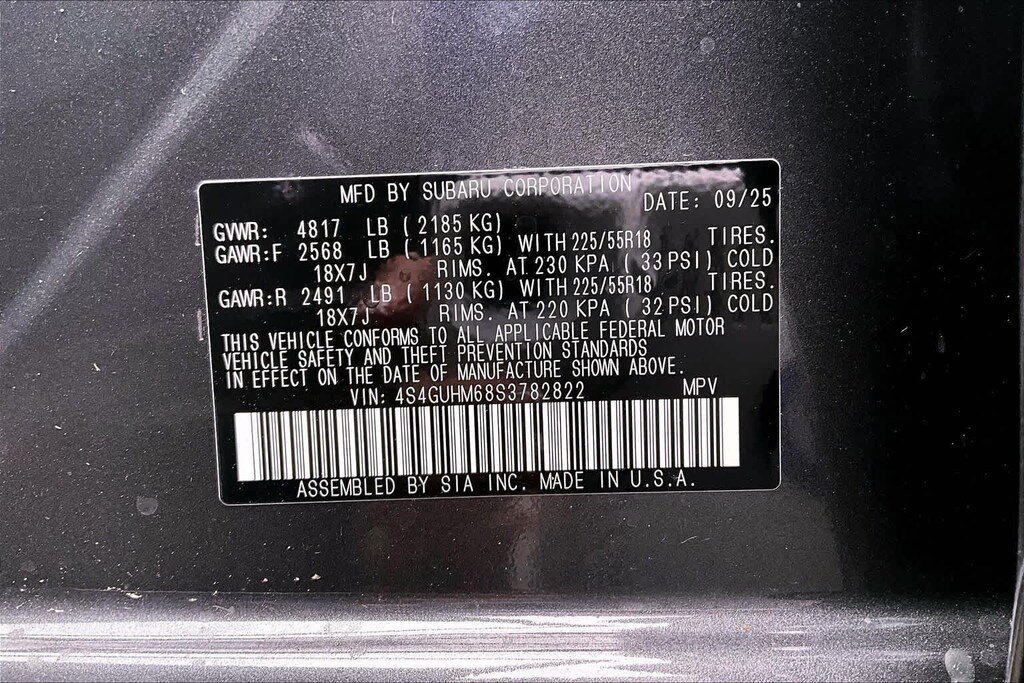 MFD BY SUBARU CORPORATION DATE: 09/25
GVWR: 4817 LB ( 2185 KG)
GAWR:F 2568 LB ( 1165 KG) WITH 225/55R18 TIRES.
18X7J RIMS. AT 230 KPA ( 33 PSI) COLD
GAWR:R 2491 LB ( 1130 KG) WITH 225/55R18 TIRES.
18X7J RIMS. AT 220 KPA ( 32 PSI) COLD
THIS VEHICLE CONFORMS TO ALL APPLICABLE FEDERAL MOTOR
VEHICLE SAFETY AND THEFT PREVENTION STANDARDS
IN EFFECT ON THE DATE OF MANUFACTURE SHOWN ABOVE.
VIN: 4S4GUHM68S3782822 MPV
ASSEMBLED BY SIA INC. MADE IN U.S.A.